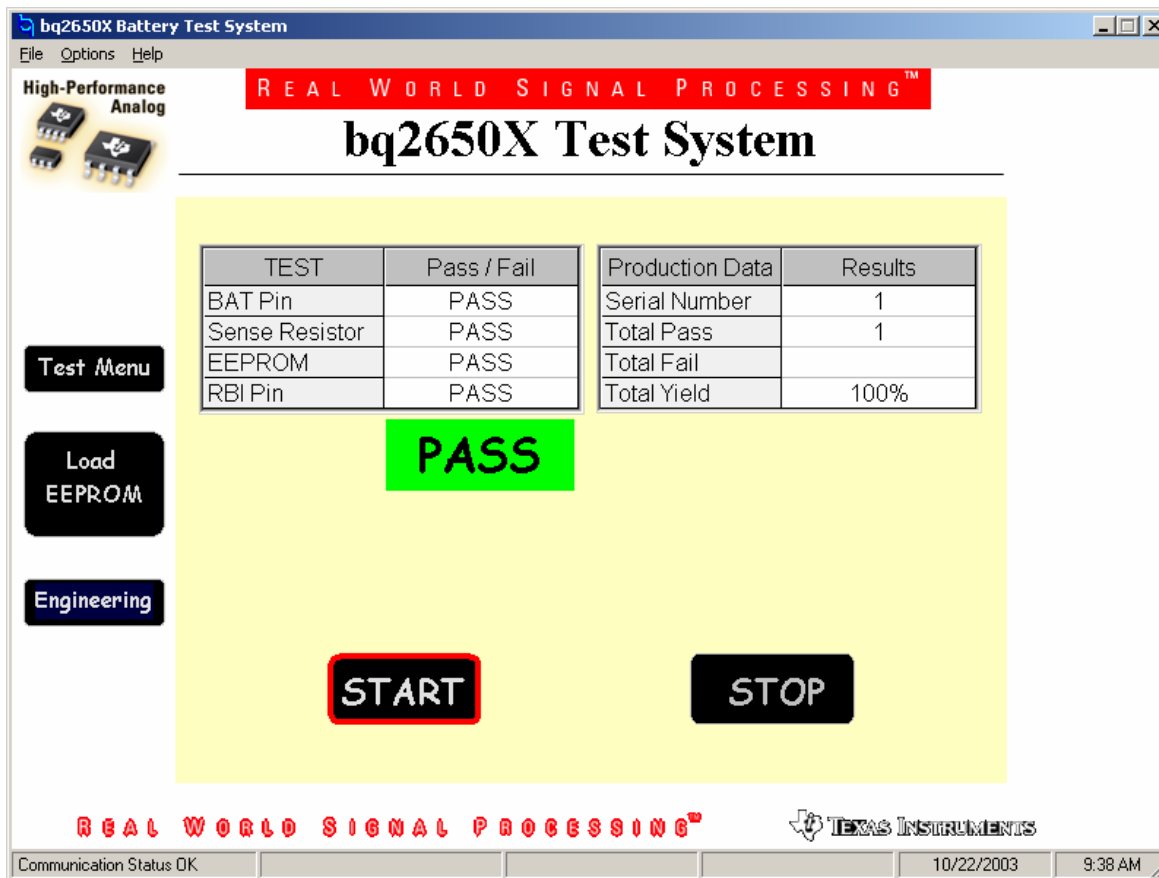 bq2650X Battery Test System
File Options Help
High-Performance
Analog
REAL WORLD SIGNAL PROCESSING™
bq2650X Test System
TEST Pass / Fail
BAT Pin PASS
Sense Resistor PASS
EEPROM PASS
RBI Pin PASS
Production Data Results
Serial Number 1
Total Pass 1
Total Fail
Total Yield 100%
PASS
Test Menu
Load
EEPROM
Engineering
START STOP
REAL WORLD SIGNAL PROCESSING™ TEXAS INSTRUMENTS
Communication Status OK 10/22/2003 9:38 AM